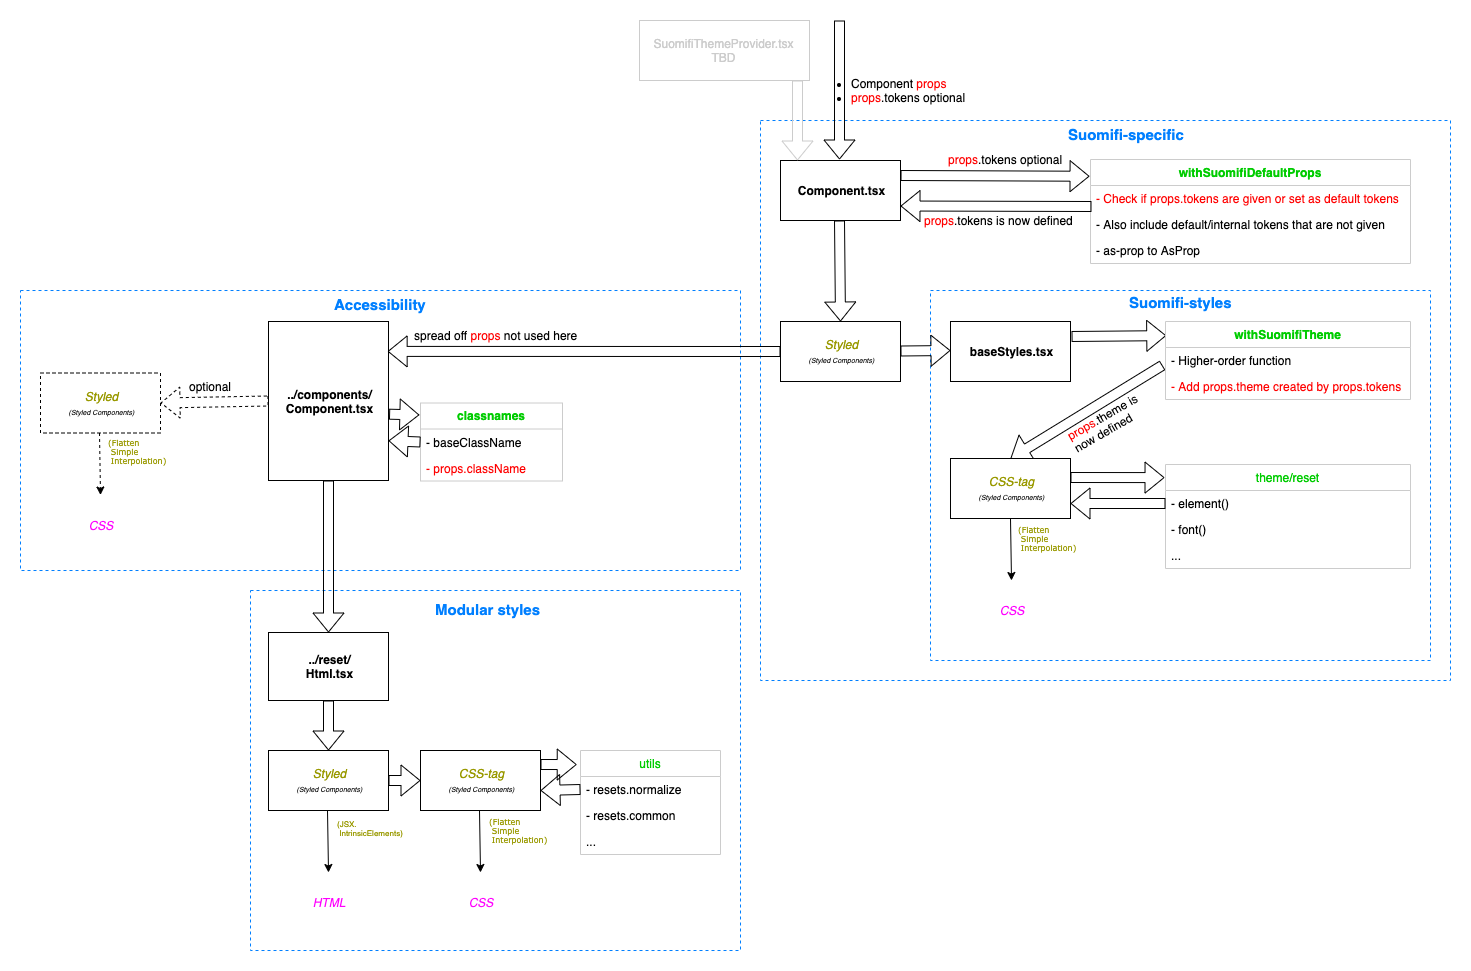 SuomifiThemeProvider.tsx
TBD
• Component props
• props.tokens optional
Suomifi-specific
Component.tsx
props.tokens optional
props.tokens is now defined
withSuomifiDefaultProps
- Check if props.tokens are given or set as default tokens
- Also include default/internal tokens that are not given
- as-prop to AsProp
Styled
(Styled Components)
Suomifi-styles
baseStyles.tsx
withSuomifiTheme
- Higher-order function
- Add props.theme created by props.tokens
props.theme is
now defined
CSS-tag
(Styled Components)
theme/reset
- element()
- font()
...
(Flatten
Simple
Interpolation)
CSS
Accessibility
spread off props not used here
../components/
Component.tsx
optional
Styled
(Styled Components)
(Flatten
Simple
Interpolation)
CSS
classnames
- baseClassName
- props.className
Modular styles
../reset/
Html.tsx
Styled
(Styled Components)
CSS-tag
(Styled Components)
utils
- resets.normalize
- resets.common
...
(JSX.
IntrinsicElements)
HTML
(Flatten
Simple
Interpolation)
CSS